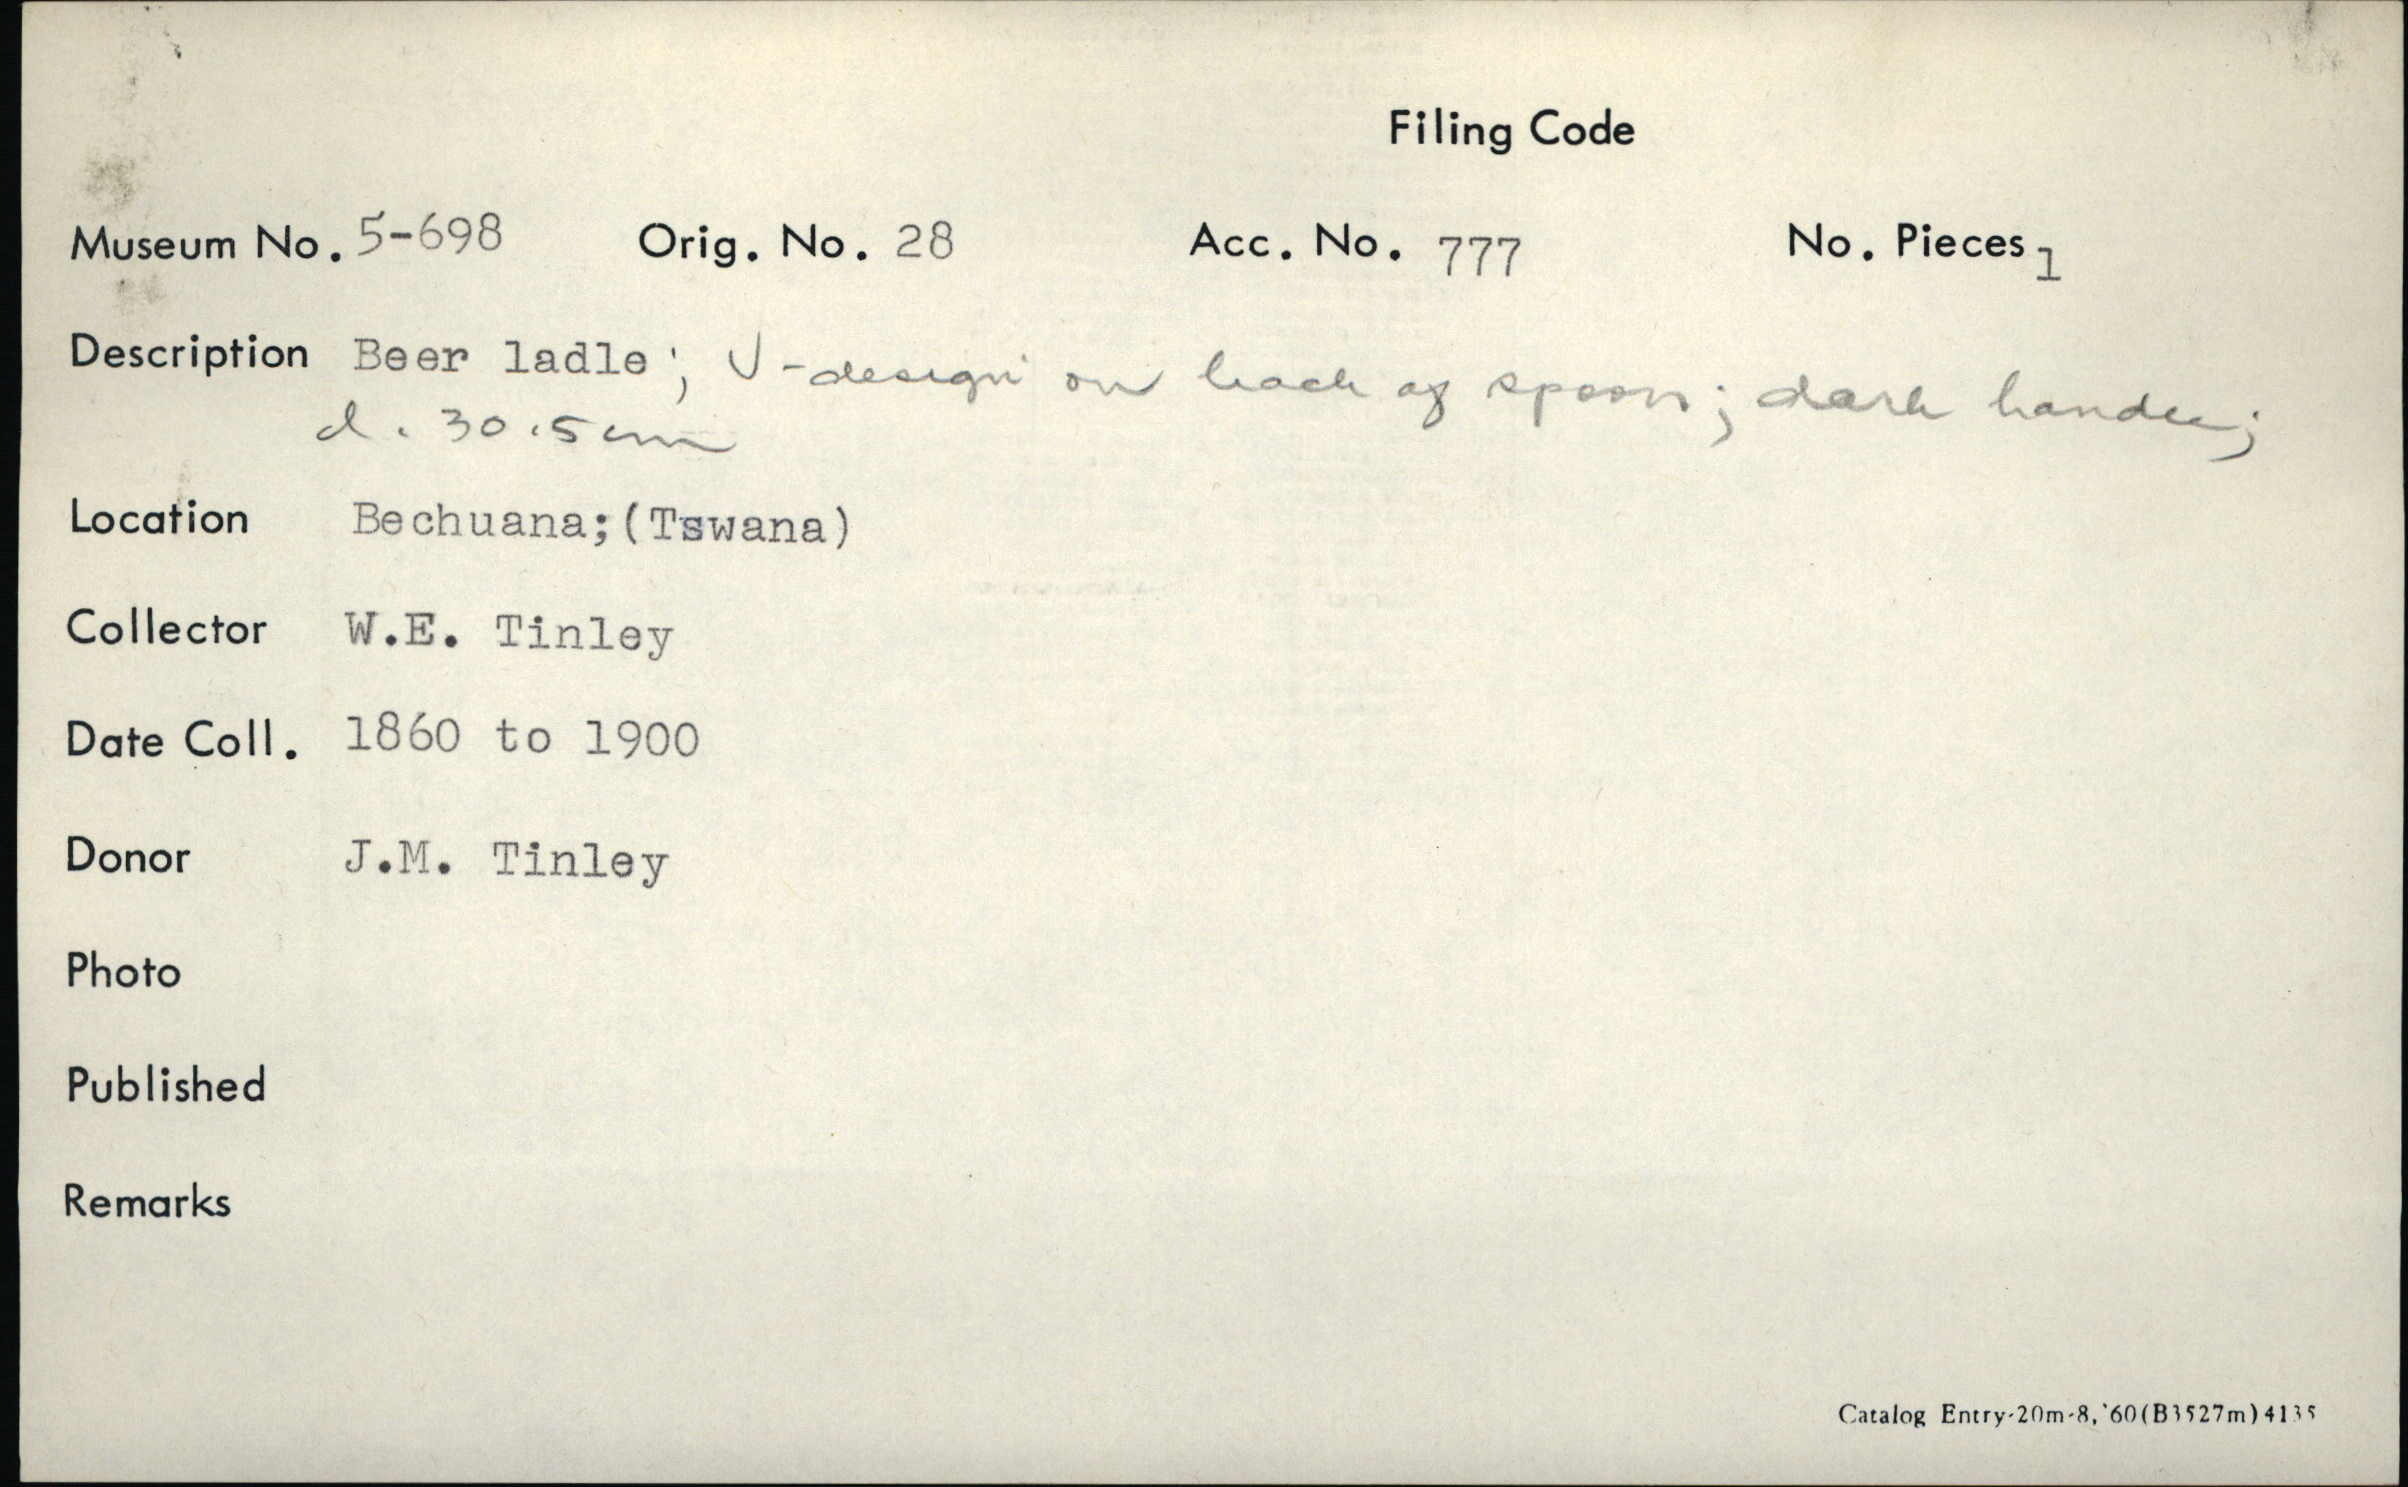 Filing Code
Museum No. 5-698 Orig. No. 28 Acc. No. 777 No. Pieces 1
Description Beer ladle; V-design on back of spoon; dark handle;
l. 30.5 cm
Location Bechuana;(Tswana)
Collector W.E. Tinley
Date Coll. 1860 to 1900
Donor J.M. Tinley
Photo
Published
Remarks
Catalog Entry-20m-8,'60(B3527m)4135